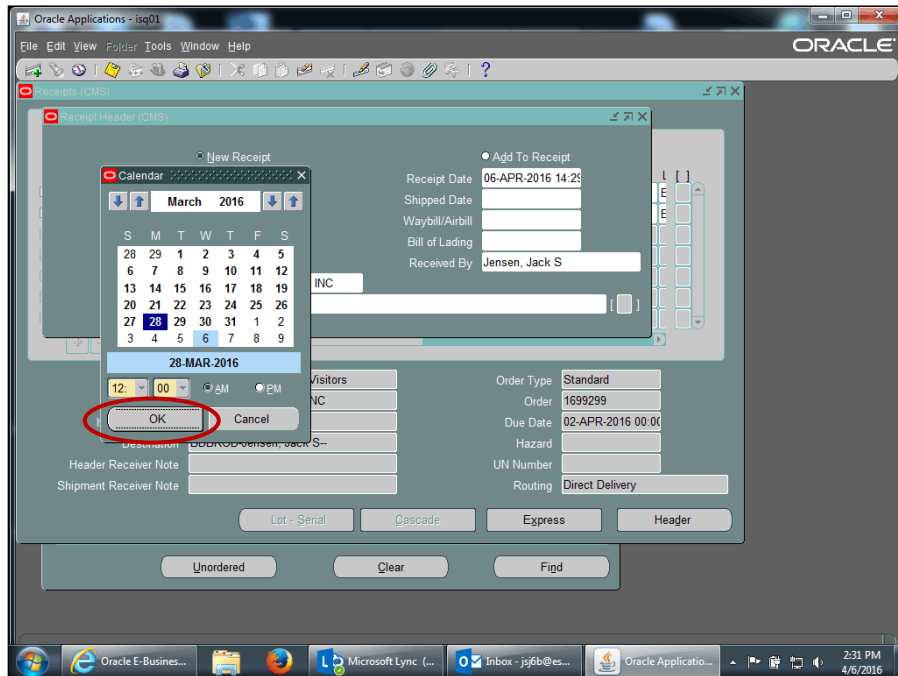 Oracle Applications - isq01
File Edit View Folder Tools Window Help
ORACLE
?
Receipts (CMS)
Receipt Header (CMS)
New Receipt
Add To Receipt
Calendar
March 2016
S M T W T F S
28 29 1 2 3 4 5
6 7 8 9 10 11 12
13 14 15 16 17 18 19
20 21 22 23 24 25 26
27 28 29 30 31 1 2
3 4 5 6 7 8 9
28-MAR-2016
12: 00 AM PM
OK Cancel
Receipt Date 06-APR-2016 14:29
Shipped Date
Waybill/Airbill
Bill of Lading
Received By Jensen, Jack S
INC
[ ]
L [ ]
E
E
Visitors
NC
Order Type Standard
Order 1699299
Due Date 02-APR-2016 00:00
Destination Jensen, Jack S--
Hazard
Header Receiver Note
UN Number
Shipment Receiver Note
Routing Direct Delivery
Lot - Serial Cascade Express Header
Unordered Clear Find
Oracle E-Busines...
Microsoft Lync (...
Inbox - jsj6b@es...
Oracle Applicatio...
2:31 PM
4/6/2016